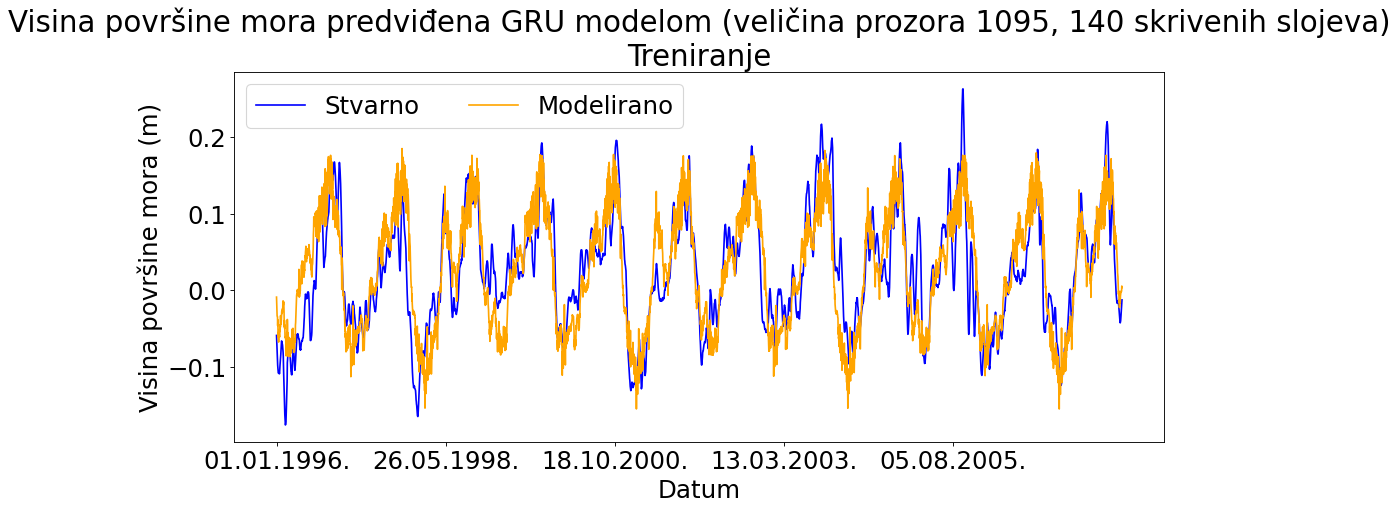 Visina površine mora predviđena GRU modelom (veličina prozora 1095, 140 skrivenih slojeva)
Treniranje
Stvarno
Modelirano
Visina površine mora (m)
0.2
0.1
0.0
−0.1
01.01.1996.
26.05.1998.
18.10.2000.
13.03.2003.
05.08.2005.
Datum